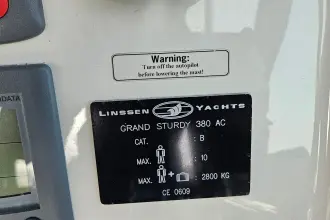 Warning:
Turn off the autopilot
before lowering the mast!
ODATA
LINSSEN YACHTS
GRAND STURDY 380 AC
CAT. : B
MAX. : 10
MAX. + : 2800 KG
CE 0609